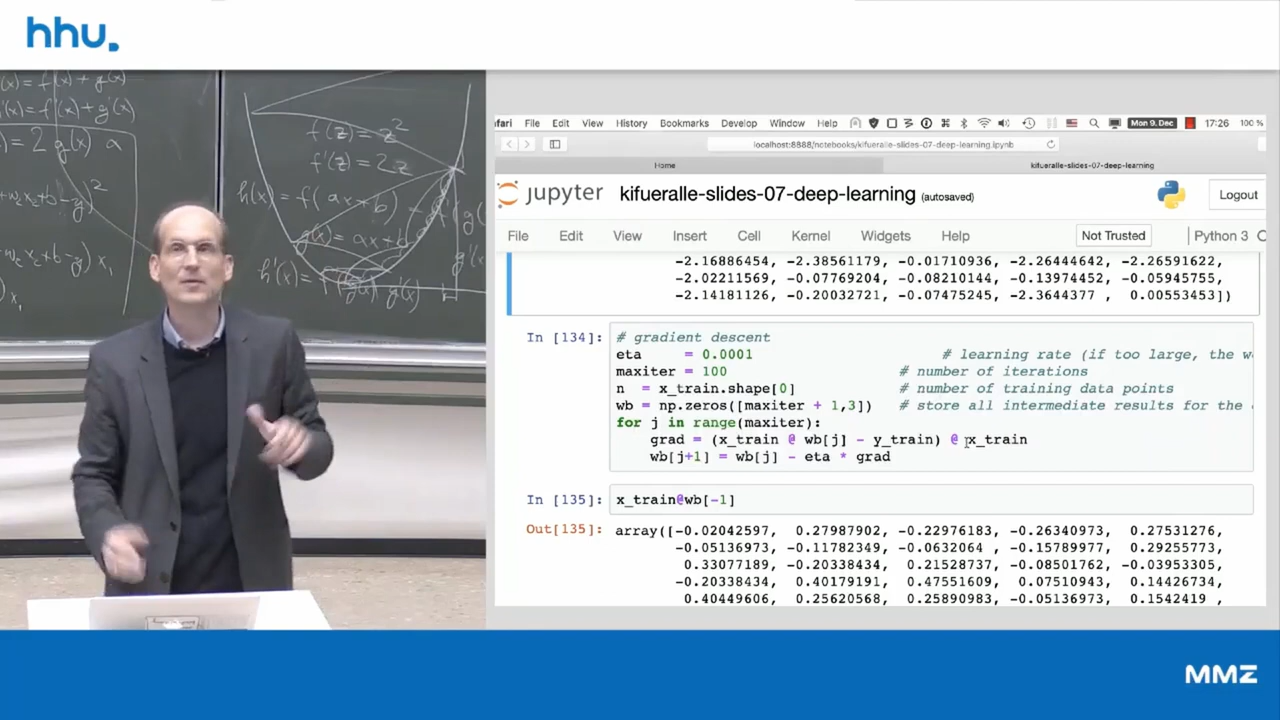 hhu.
(x) = f(x) + g(x)
'(x) = f'(x) + g'(x)
f(z) = z²
f'(z) = 2z
h(x) = f(ax+b)
g(x) = ax+b
h'(x) =
afari File Edit View History Bookmarks Develop Window Help Mon 9. Dec 17:26 100 %
localhost:8888/notebooks/kifueralle-slides-07-deep-learning.ipynb
Home kifueralle-slides-07-deep-learning
jupyter kifueralle-slides-07-deep-learning (autosaved) Logout
File Edit View Insert Cell Kernel Widgets Help Not Trusted Python 3
-2.16886454, -2.38561179, -0.01710936, -2.26444642, -2.26591622,
-2.02211569, -0.07769204, -0.08210144, -0.13974452, -0.05945755,
-2.14181126, -0.20032721, -0.07475245, -2.3644377 , 0.00553453])
In [134]: # gradient descent
eta = 0.0001 # learning rate (if too large, the w
maxiter = 100 # number of iterations
n = x_train.shape[0] # number of training data points
wb = np.zeros([maxiter + 1,3]) # store all intermediate results for the
for j in range(maxiter):
grad = (x_train @ wb[j] - y_train) @ x_train
wb[j+1] = wb[j] - eta * grad
In [135]: x_train@wb[-1]
Out[135]: array([-0.02042597, 0.27987902, -0.22976183, -0.26340973, 0.27531276,
-0.05136973, -0.11782349, -0.0632064 , -0.15789977, 0.29255773,
0.33077189, -0.20338434, 0.21528737, -0.08501762, -0.03953305,
-0.20338434, 0.40179191, 0.47551609, 0.07510943, 0.14426734,
0.40449606, 0.25620568, 0.25890983, -0.05136973, 0.1542419 ,
MMZ